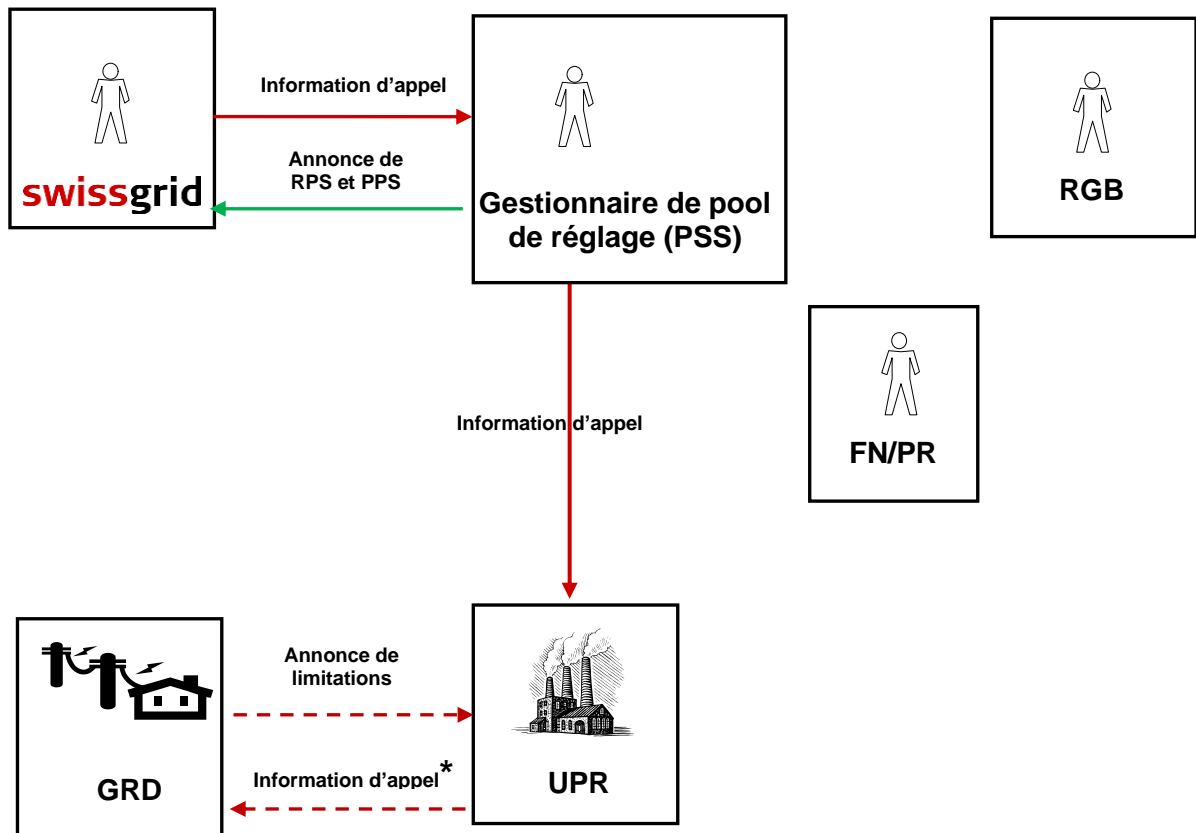 Information d'appel
Annonce de
RPS et PPS
swissgrid
Gestionnaire de pool
de réglage (PSS)
RGB
FN/PR
Information d'appel
Annonce de
limitations
Information d'appel*
GRD
UPR